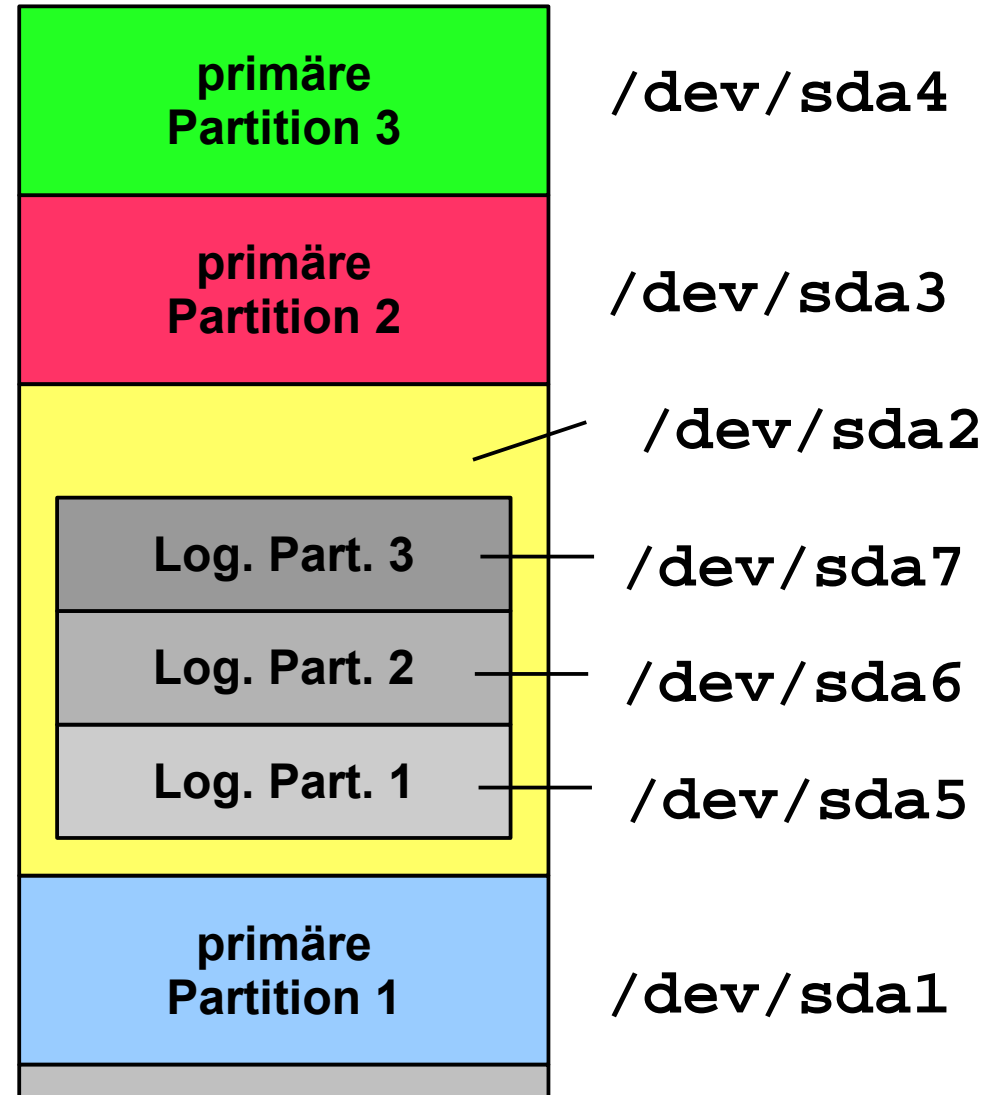 primäre
Partition 3
/dev/sda4
primäre
Partition 2
/dev/sda3
/dev/sda2
Log. Part. 3
/dev/sda7
Log. Part. 2
/dev/sda6
Log. Part. 1
/dev/sda5
primäre
Partition 1
/dev/sda1